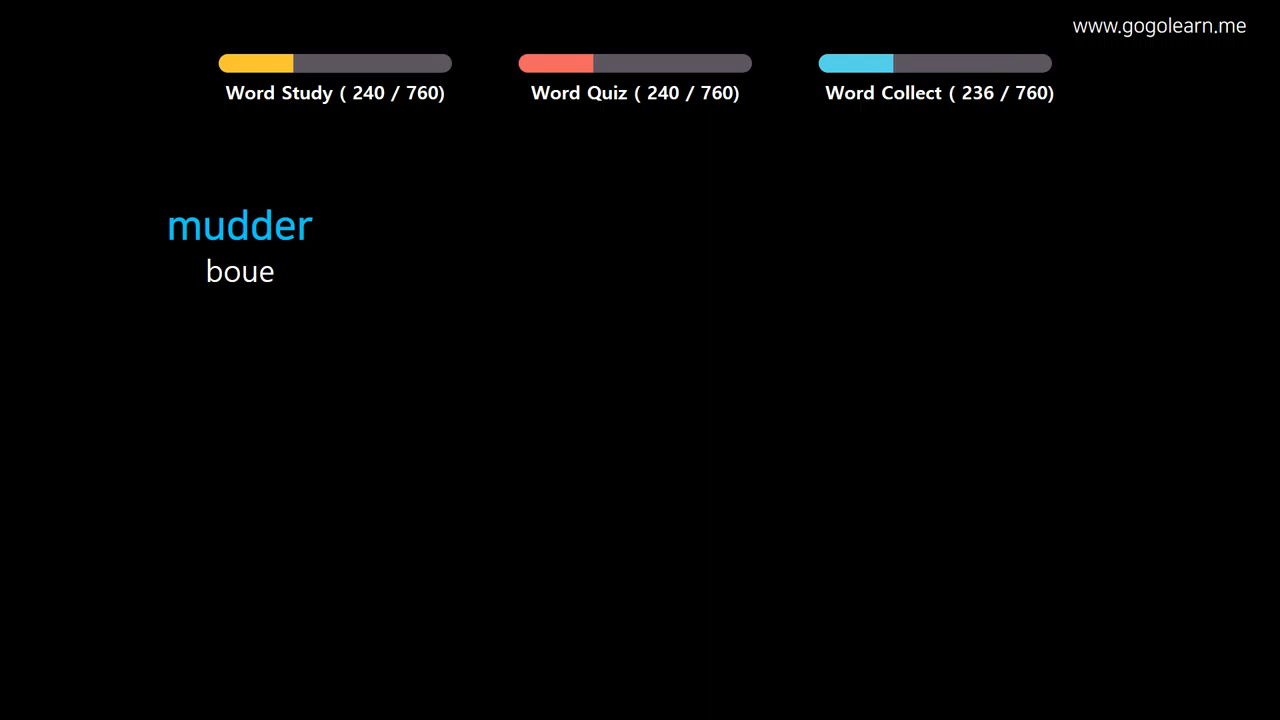 www.gogolearn.me
Word Study ( 240 / 760)
Word Quiz ( 240 / 760)
Word Collect ( 236 / 760)
mudder
boue